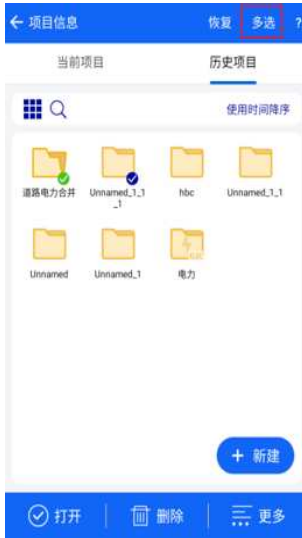 项目信息 恢复 多选 ?
当前项目 历史项目
使用时间降序
道路电力合并 Unnamed_1_1_1 hbc Unnamed_1_1
Unnamed Unnamed_1 电力
+ 新建
打开 删除 更多